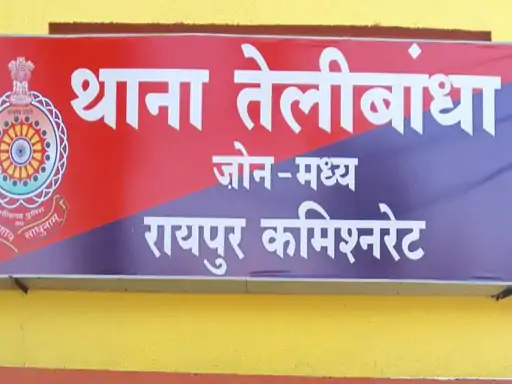 थाना तेलीबांधा
ज़ोन-मध्य
रायपुर कमिश्नरेट
साधुनाम्